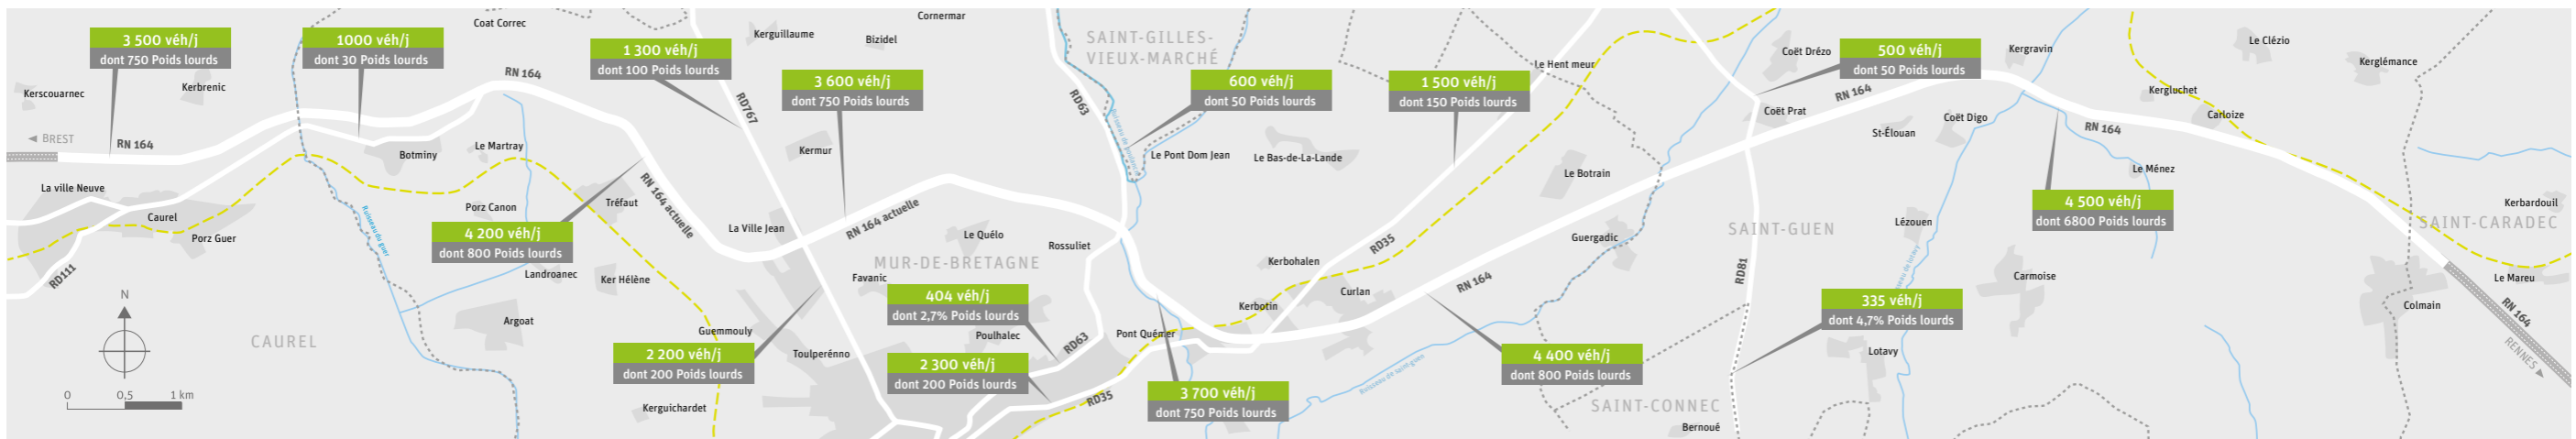 Coat Correc
Cornermar
3 500 véh/j
dont 750 Poids lourds
1000 véh/j
dont 30 Poids lourds
1 300 véh/j
dont 100 Poids lourds
Kerguillaume
Bizidel
SAINT-GILLES-
VIEUX-MARCHÉ
Coët Drézo
500 véh/j
dont 50 Poids lourds
Kergravin
Le Clézio
Kerglémance
Le Hent meur
Kerscouarnec
Kerbrenic
RN 164
3 600 véh/j
dont 750 Poids lourds
600 véh/j
dont 50 Poids lourds
1 500 véh/j
dont 150 Poids lourds
RN 164
Kergluchet
RD767
RD63
Coët Prat
Coët Digo
Carloize
BREST
RN 164
St-Élouan
RN 164
Botminy
Le Martray
Kermur
Le Pont Dom Jean
Le Bas-de-La-Lande
Le Botrain
Le Ménez
La ville Neuve
Caurel
Porz Guer
Porz Canon
Tréfaut
RN 164 actuelle
RN 164 actuelle
Ruisseau du guer
4 200 véh/j
dont 800 Poids lourds
La Ville Jean
Le Quélo
Rossuliet
Guergadic
RD35
SAINT-GUEN
Lézouen
4 500 véh/j
dont 6800 Poids lourds
Kerbardouil
SAINT-CARADEC
MUR-DE-BRETAGNE
Kerbohalen
RD111
Landroanec
Ker Hélène
Favanic
Kerbotin
Curlan
RN 164
RD81
Carmoise
Le Mareu
N
404 véh/j
dont 2,7% Poids lourds
335 véh/j
dont 4,7% Poids lourds
Colmain
RN 164
RENNES
CAUREL
Argoat
Guemmouly
Poulhalec
RD63
Pont Quémer
Toulperénno
2 200 véh/j
dont 200 Poids lourds
2 300 véh/j
dont 200 Poids lourds
4 400 véh/j
dont 800 Poids lourds
Lotavy
Ruisseau de saint guen
0 0,5 1 km
Kerguichardet
RD35
3 700 véh/j
dont 750 Poids lourds
SAINT-CONNEC
Bernoué